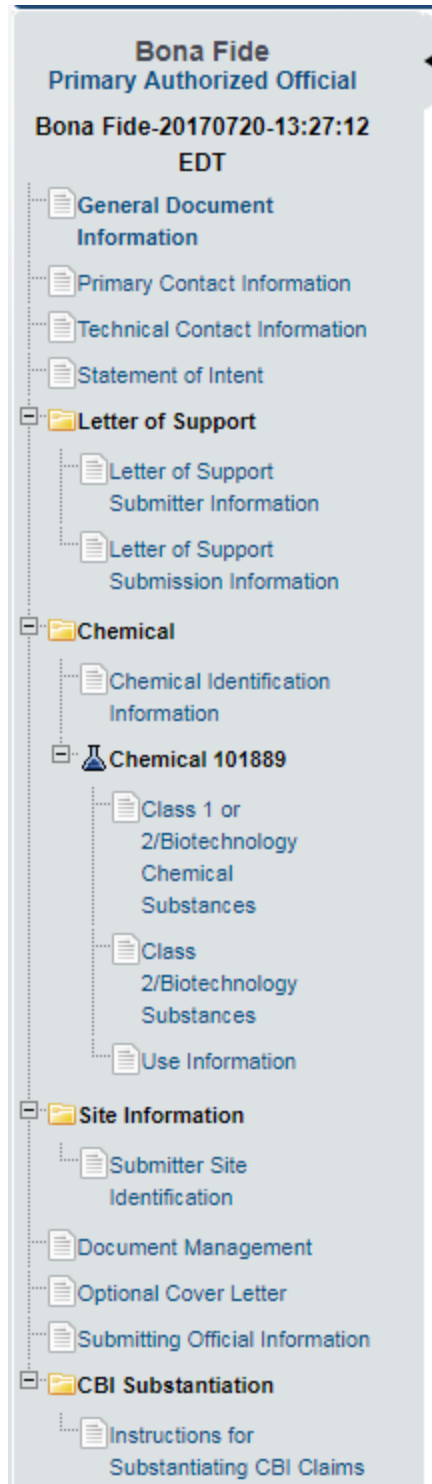 Bona Fide
Primary Authorized Official
Bona Fide-20170720-13:27:12
EDT
General Document
Information
Primary Contact Information
Technical Contact Information
Statement of Intent
Letter of Support
Letter of Support
Submitter Information
Letter of Support
Submission Information
Chemical
Chemical Identification
Information
Chemical 101889
Class 1 or
2/Biotechnology
Chemical
Substances
Class
2/Biotechnology
Substances
Use Information
Site Information
Submitter Site
Identification
Document Management
Optional Cover Letter
Submitting Official Information
CBI Substantiation
Instructions for
Substantiating CBI Claims